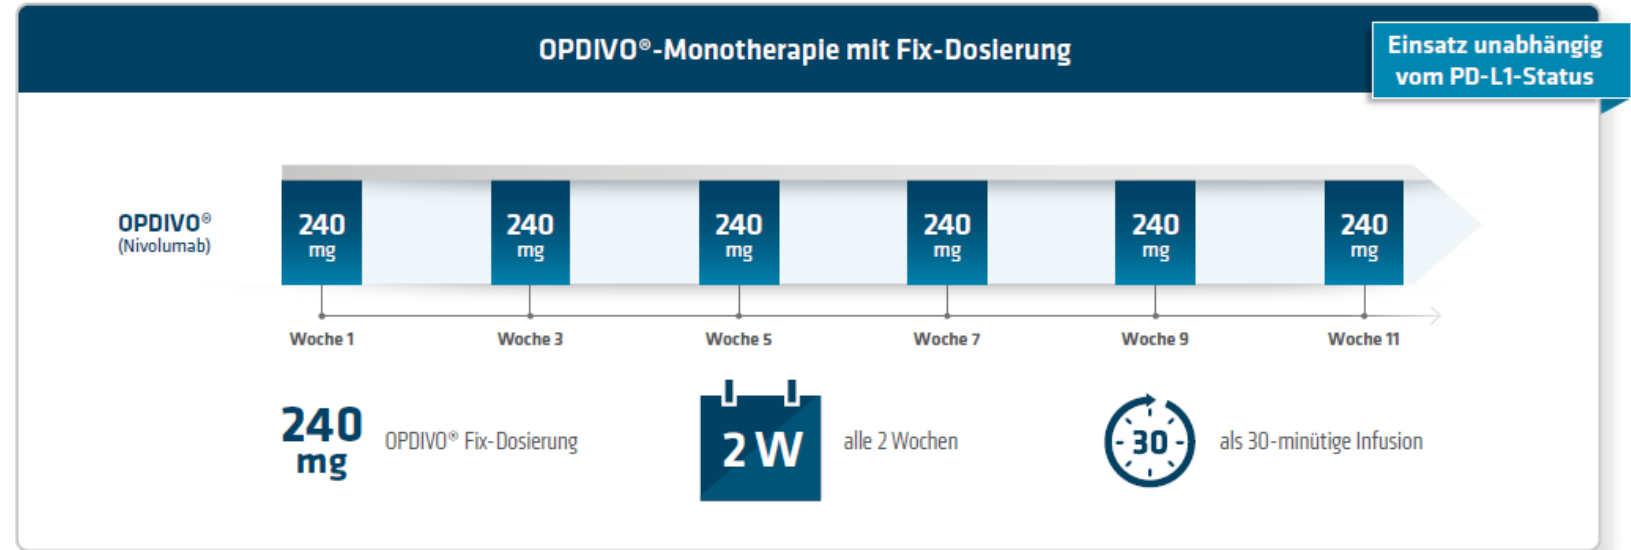 OPDIVO®-Monotherapie mit Fix-Dosierung
Einsatz unabhängig
vom PD-L1-Status
OPDIVO®
(Nivolumab)
240
mg
240
mg
240
mg
240
mg
240
mg
240
mg
Woche 1
Woche 3
Woche 5
Woche 7
Woche 9
Woche 11
240
mg
OPDIVO® Fix-Dosierung
2 W
alle 2 Wochen
30
als 30-minütige Infusion